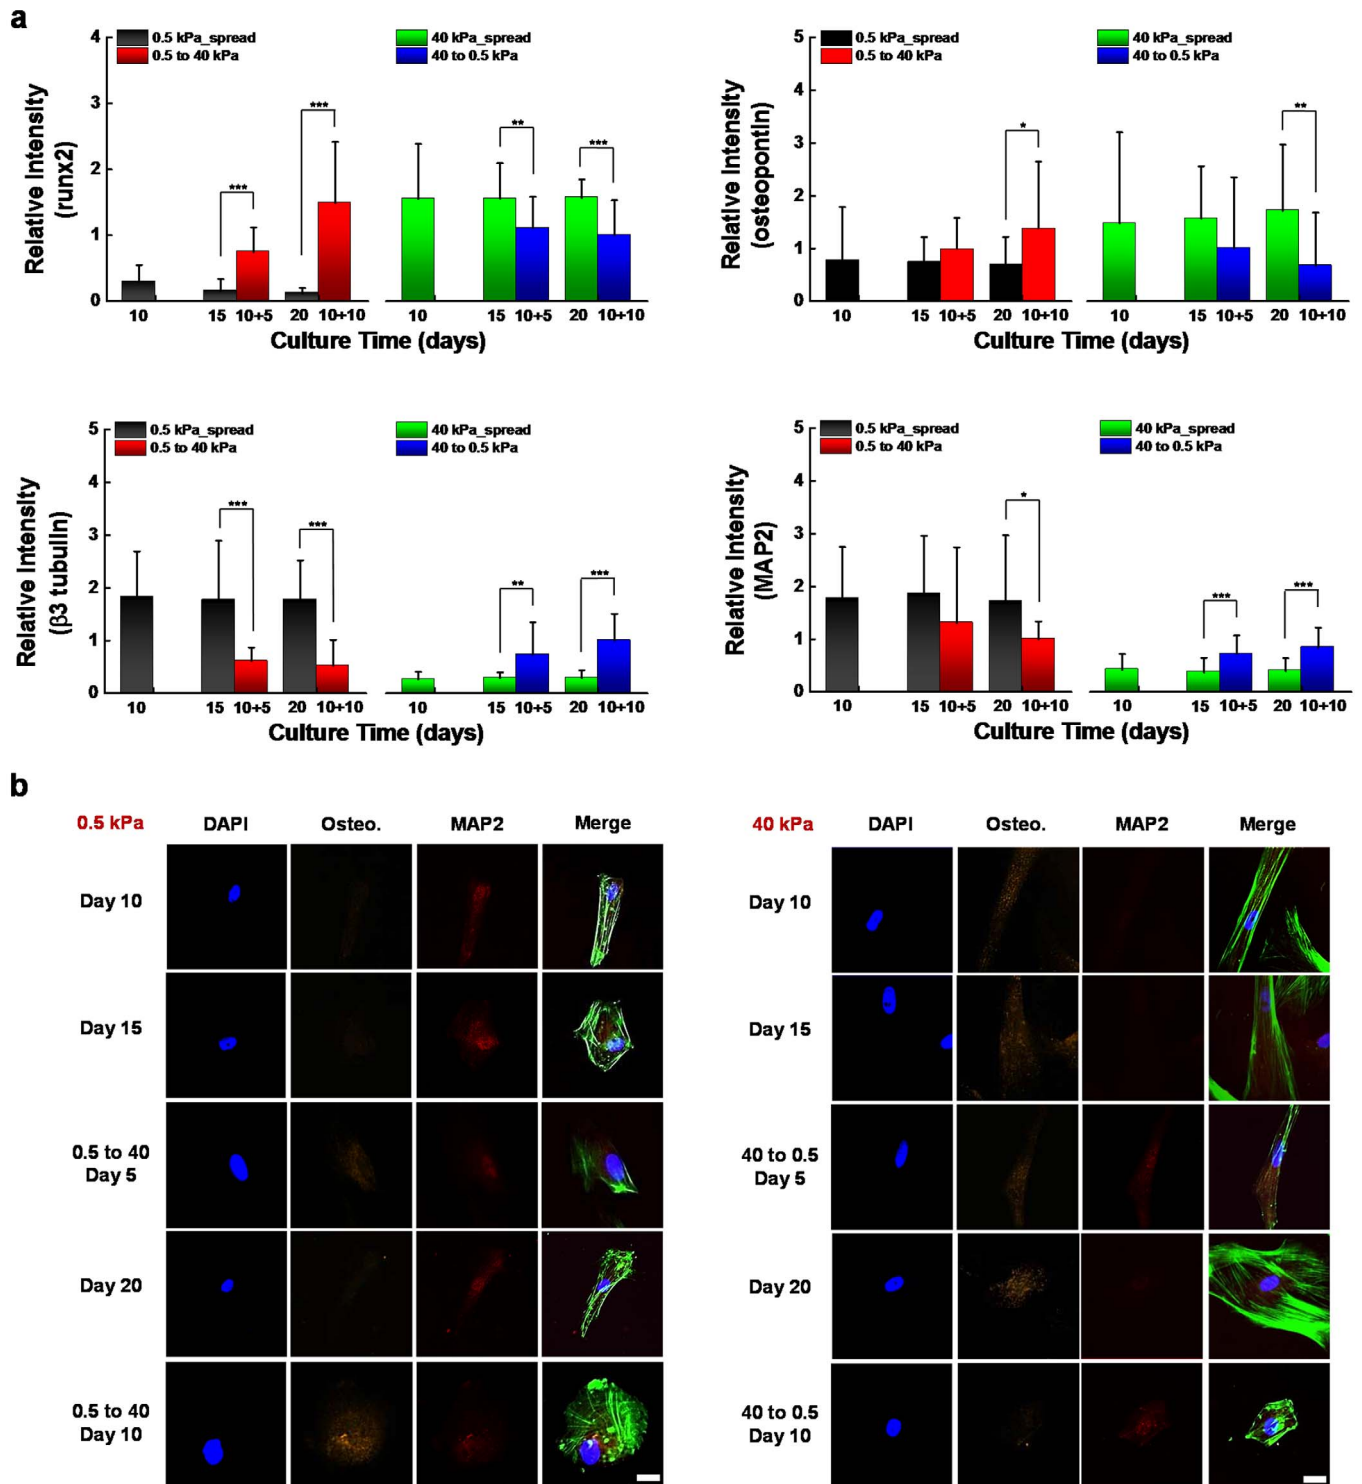 a
0.5 kPa_spread
0.5 to 40 kPa
40 kPa_spread
40 to 0.5 kPa
Relative Intensity
(runx2)
4
3
2
1
0
***
***
**
***
10
15
10+5
20
10+10
10
15
10+5
20
10+10
Culture Time (days)
0.5 kPa_spread
0.5 to 40 kPa
40 kPa_spread
40 to 0.5 kPa
Relative Intensity
(osteopontin)
5
4
3
2
1
0
*
**
10
15
10+5
20
10+10
10
15
10+5
20
10+10
Culture Time (days)
0.5 kPa_spread
0.5 to 40 kPa
40 kPa_spread
40 to 0.5 kPa
Relative Intensity
(β3 tubulin)
5
4
3
2
1
0
***
***
**
***
10
15
10+5
20
10+10
10
15
10+5
20
10+10
Culture Time (days)
0.5 kPa_spread
0.5 to 40 kPa
40 kPa_spread
40 to 0.5 kPa
Relative Intensity
(MAP2)
5
4
3
2
1
0
*
***
***
10
15
10+5
20
10+10
10
15
10+5
20
10+10
Culture Time (days)
b
0.5 kPa DAPI Osteo. MAP2 Merge
Day 10
Day 15
0.5 to 40
Day 5
Day 20
0.5 to 40
Day 10
40 kPa DAPI Osteo. MAP2 Merge
Day 10
Day 15
40 to 0.5
Day 5
Day 20
40 to 0.5
Day 10